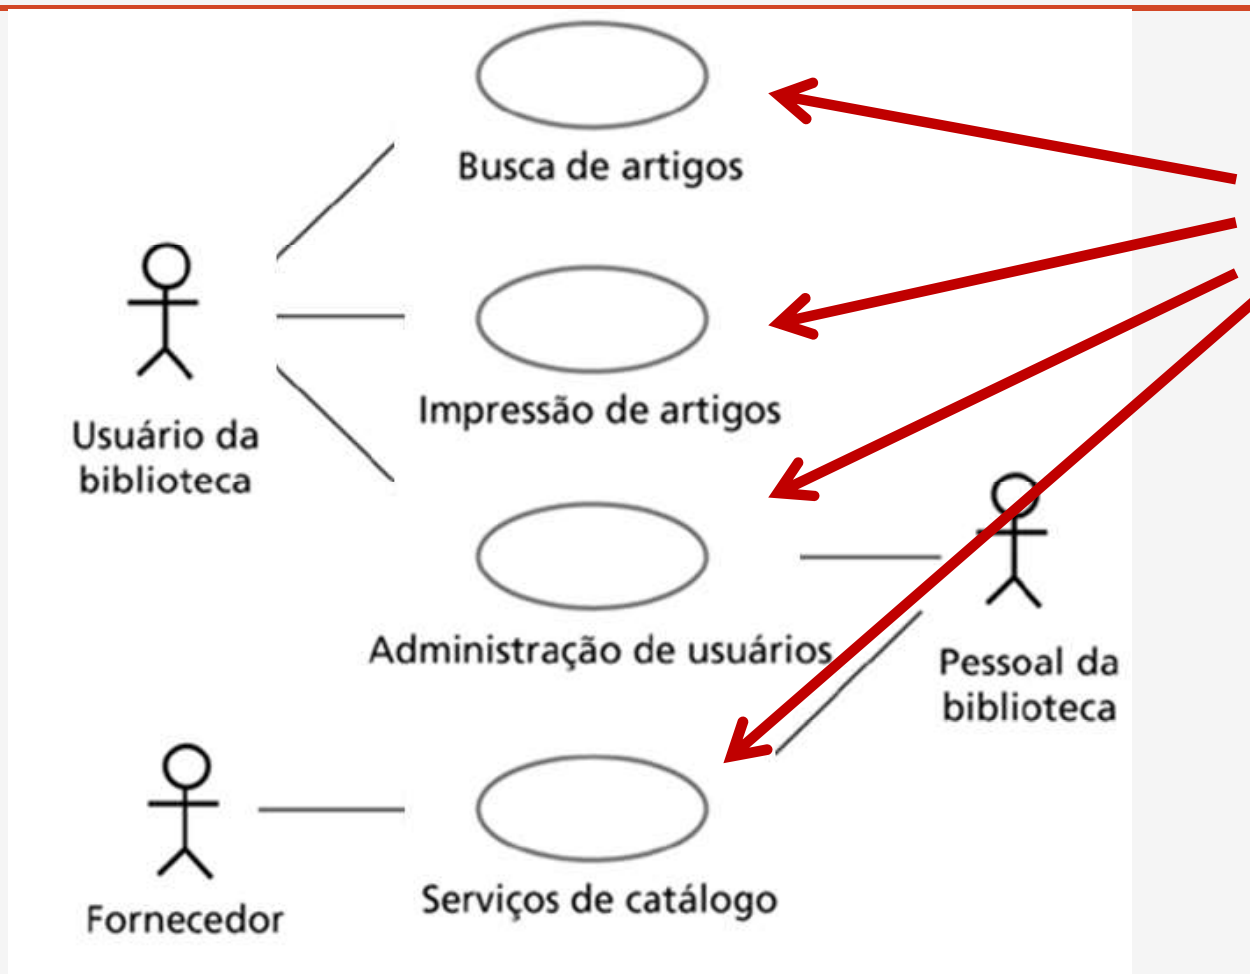 Busca de artigos
Impressão de artigos
Usuário da
biblioteca
Administração de usuários
Pessoal da
biblioteca
Serviços de catálogo
Fornecedor